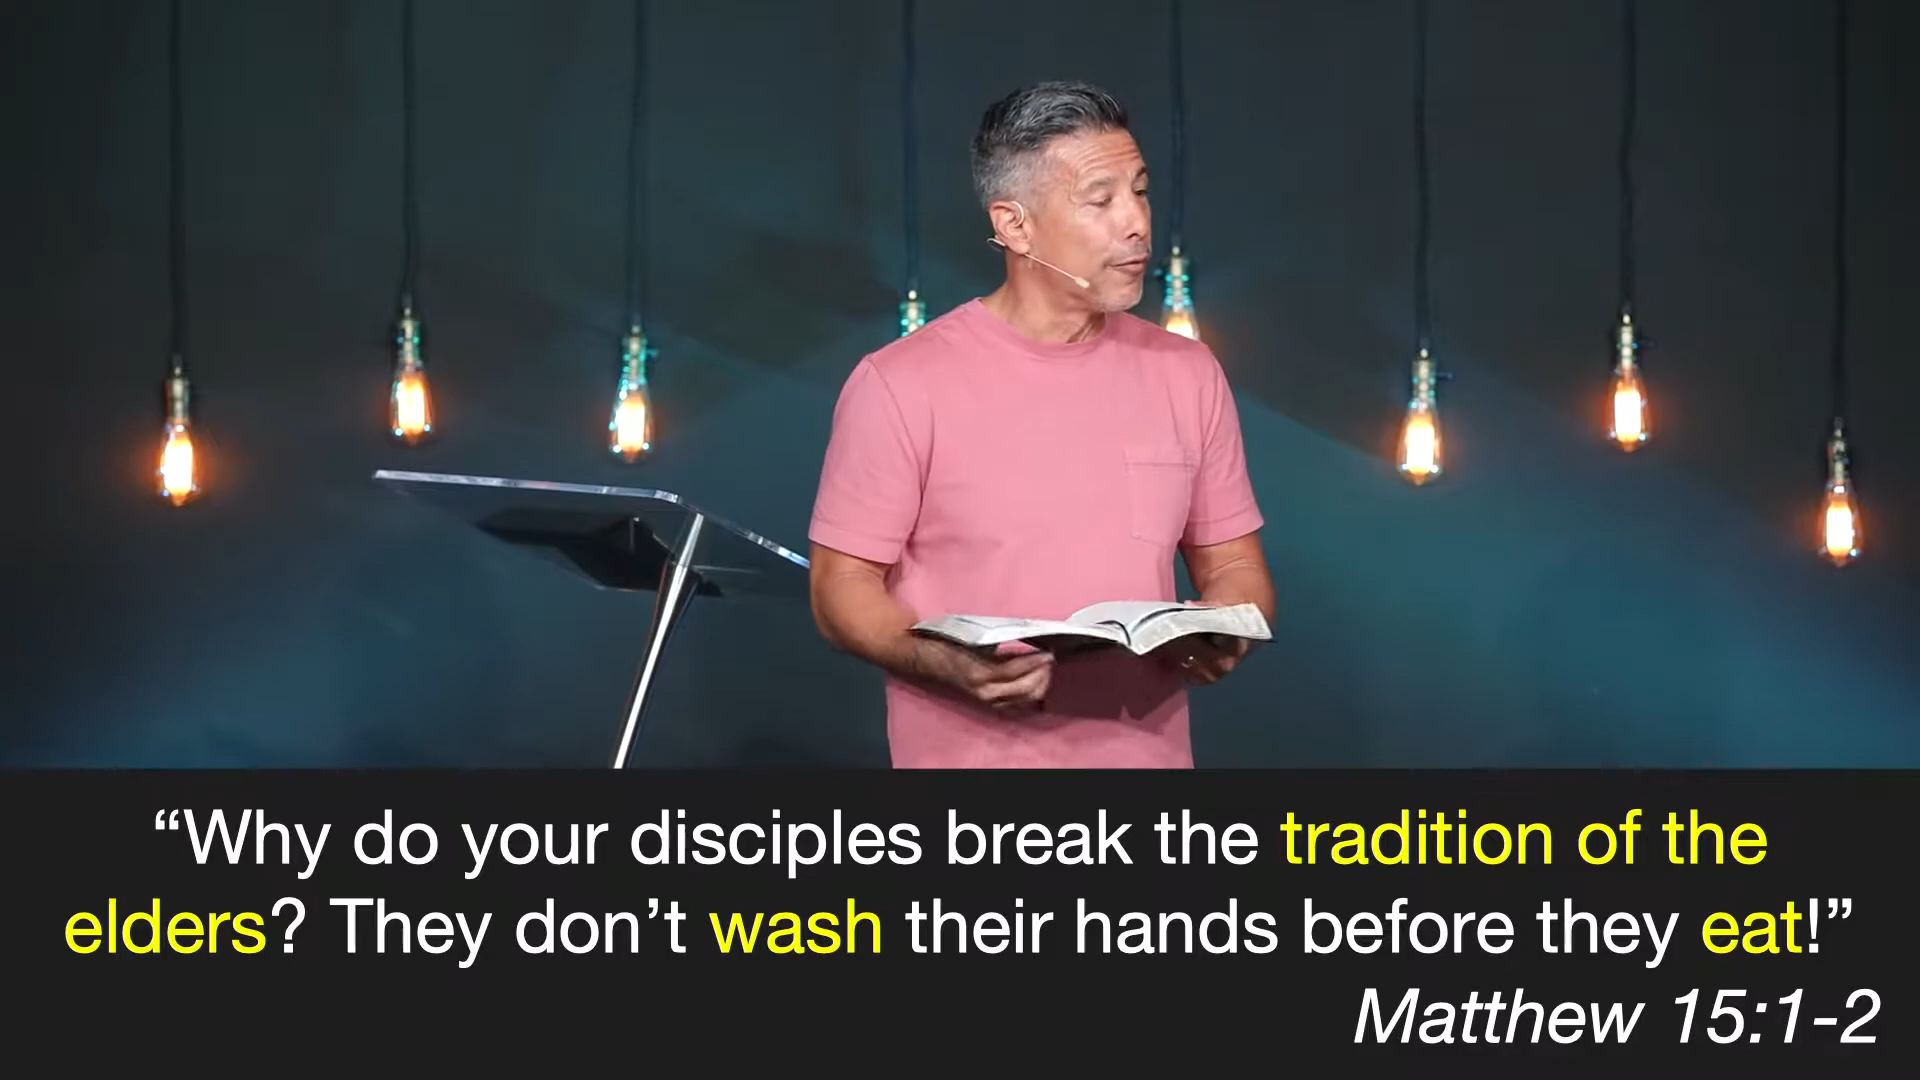 “Why do your disciples break the tradition of the
elders? They don’t wash their hands before they eat!”
Matthew 15:1-2